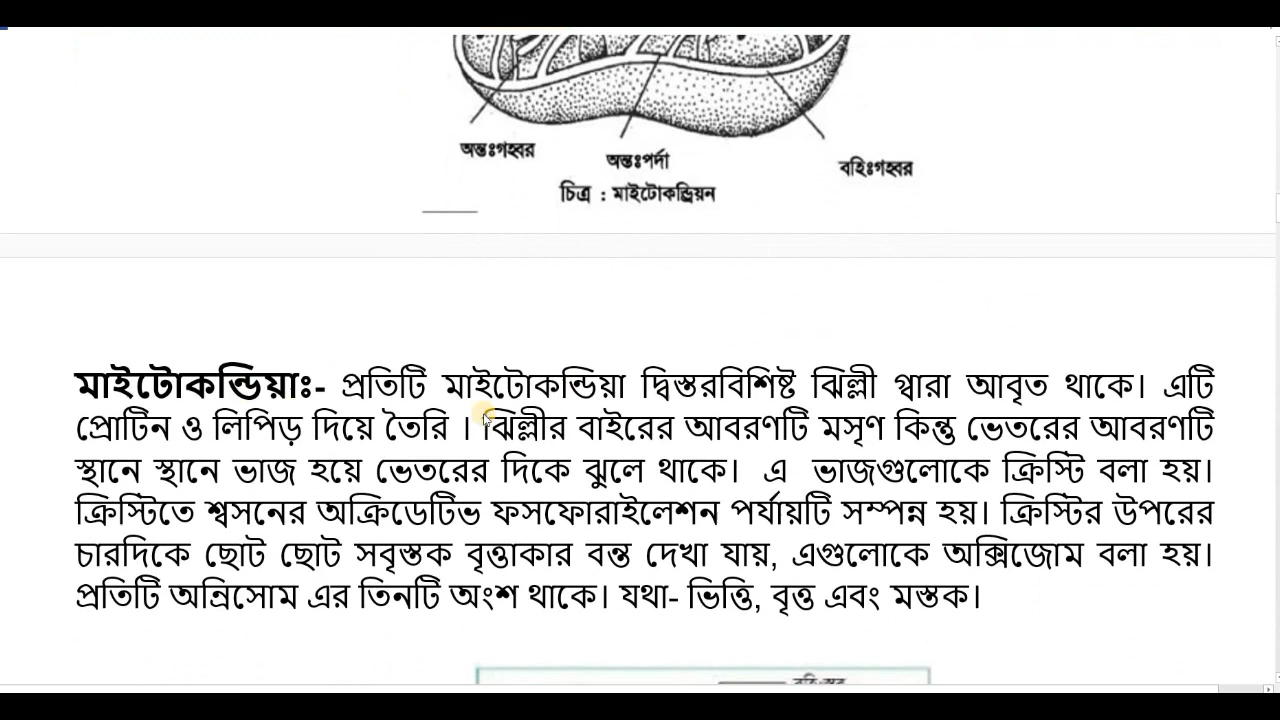 অন্তঃগহ্বর
অন্তঃপর্দা
বহিঃগহ্বর
চিত্র : মাইটোকন্ড্রিয়ন
মাইটোকন্ডিয়াঃ- প্রতিটি মাইটোকন্ডিয়া দ্বিস্তরবিশিষ্ট ঝিল্লী থারা আবৃত থাকে। এটি
প্রোটিন ও লিপিড় দিয়ে তৈরি । ঝিল্লীর বাইরের আবরণটি মসৃণ কিন্তু ভেতরের আবরণটি
স্থানে স্থানে ভাজ হয়ে ভেতরের দিকে ঝুলে থাকে। এ ভাজগুলোকে ক্রিস্টি বলা হয়।
ক্রিস্টিতে শ্বসনের অক্রিডেটিভ ফসফোরাইলেশন পর্যায়টি সম্পন্ন হয়। ক্রিস্টির উপরের
চারদিকে ছোট ছোট সবৃস্তক বৃত্তাকার বন্ত দেখা যায়, এগুলোকে অক্সিজোম বলা হয়।
প্রতিটি অন্রিসোম এর তিনটি অংশ থাকে। যথা- ভিত্তি, বৃত্ত এবং মস্তক।